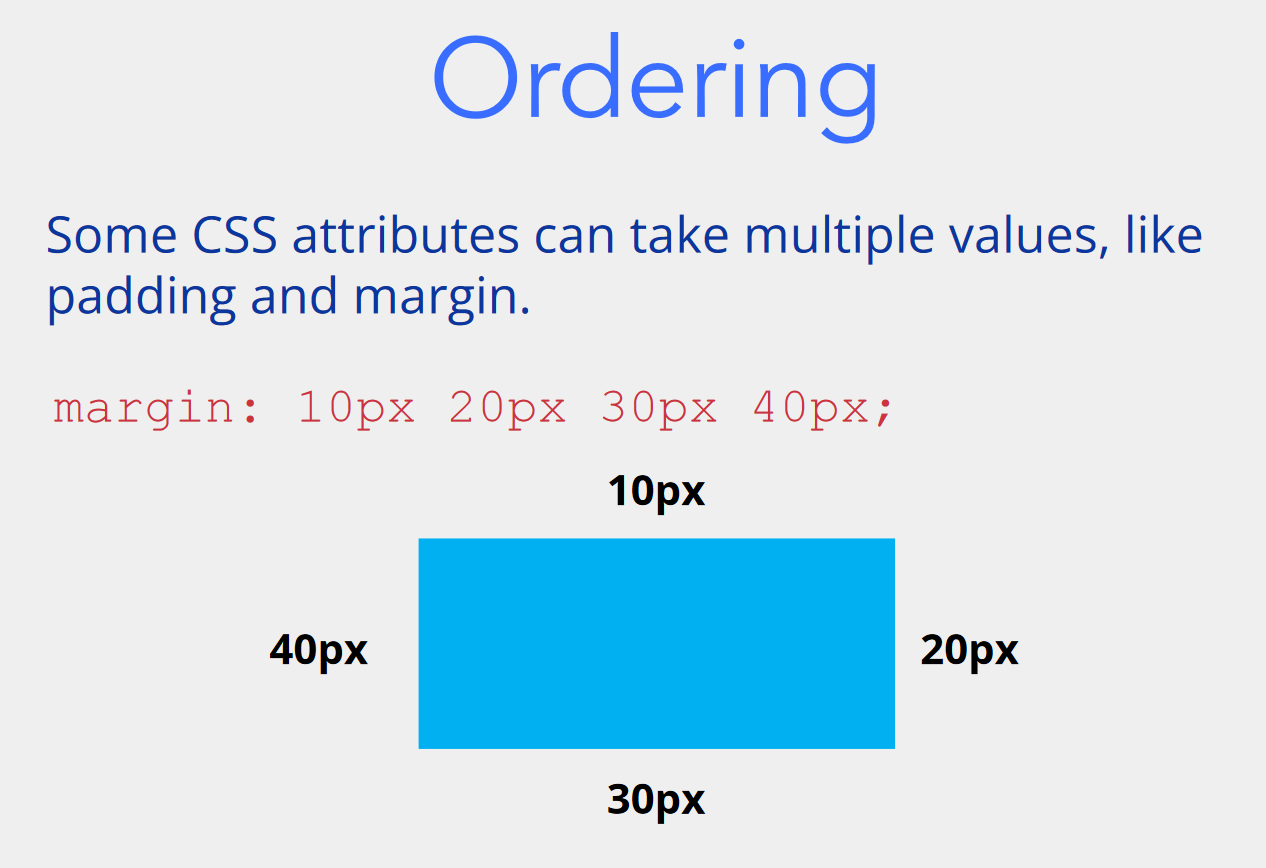 Ordering
Some CSS attributes can take multiple values, like
padding and margin.
margin: 10px 20px 30px 40px;
10px
40px
20px
30px